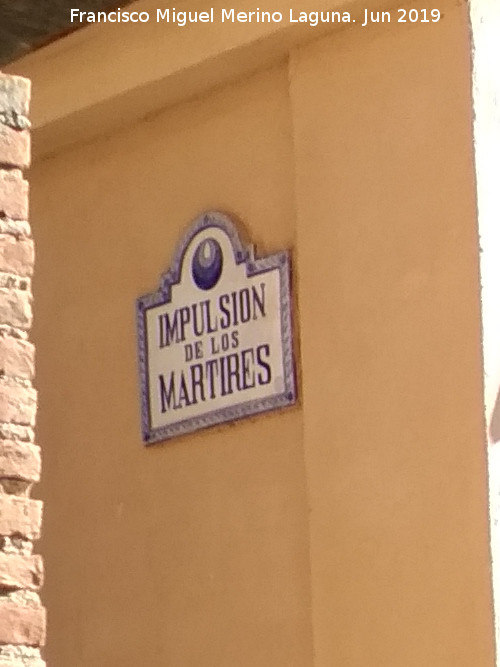 Francisco Miguel Merino Laguna. Jun 2019
IMPULSION
DE LOS
MARTIRES